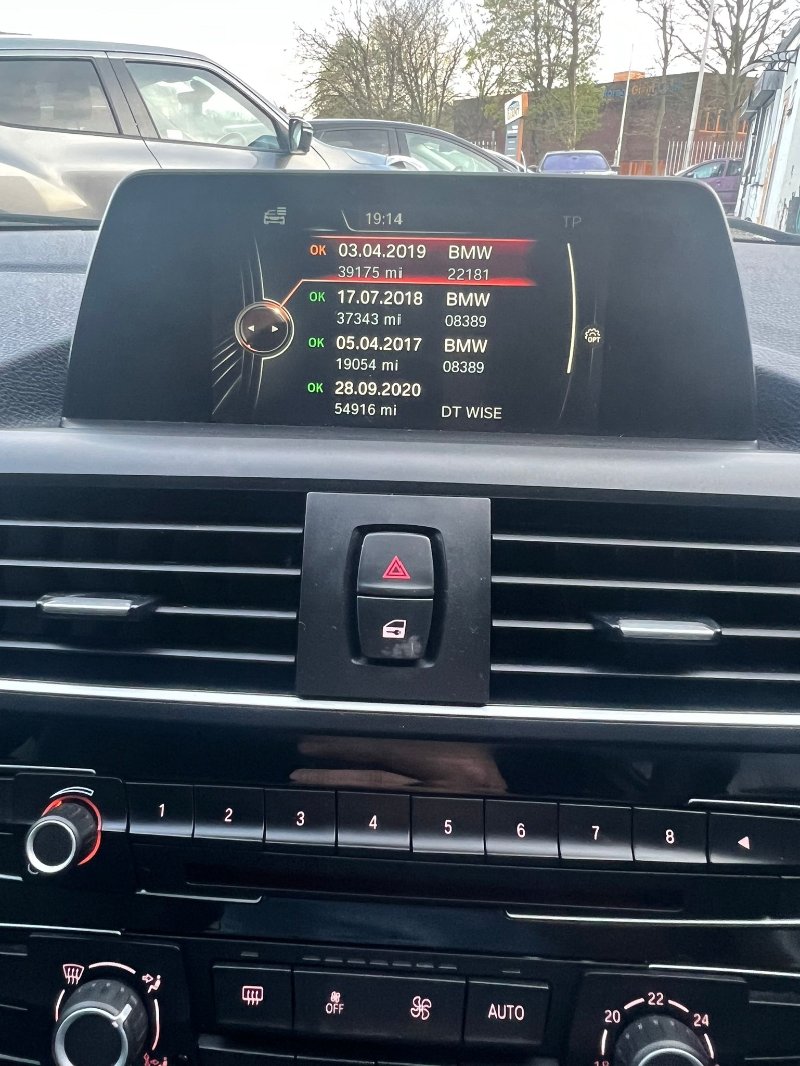 19:14
TP
OK 03.04.2019 BMW
39175 mi 22181
OK 17.07.2018 BMW
37343 mi 08389
OK 05.04.2017 BMW
19054 mi 08389
OK 28.09.2020
54916 mi DT WISE
OPT
1 2 3 4 5 6 7 8
OFF
AUTO
18 20 22 24